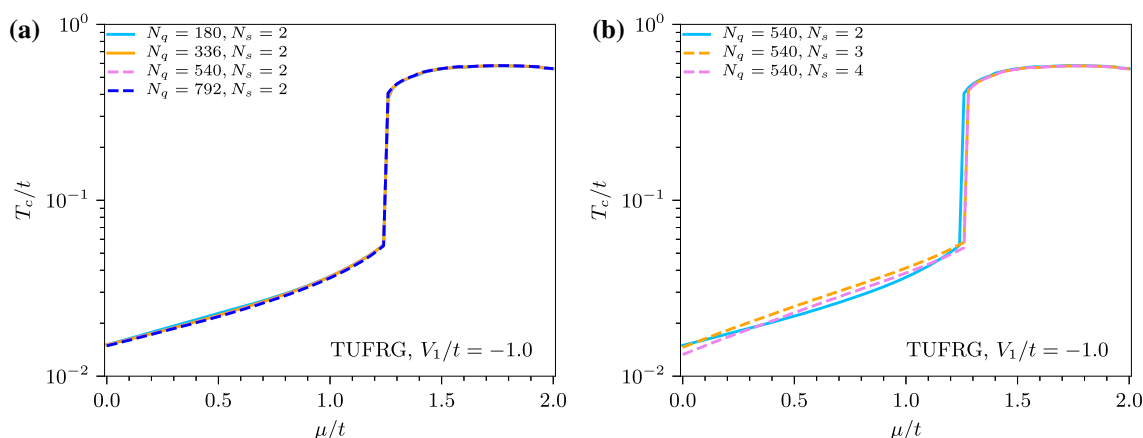 (a)
N_q = 180, N_s = 2
N_q = 336, N_s = 2
N_q = 540, N_s = 2
N_q = 792, N_s = 2
10^0
10^{-1}
10^{-2}
T_c/t
TUFRG, V_1/t = −1.0
0.0 0.5 1.0 1.5 2.0
μ/t
(b)
N_q = 540, N_s = 2
N_q = 540, N_s = 3
N_q = 540, N_s = 4
10^0
10^{-1}
10^{-2}
T_c/t
TUFRG, V_1/t = −1.0
0.0 0.5 1.0 1.5 2.0
μ/t